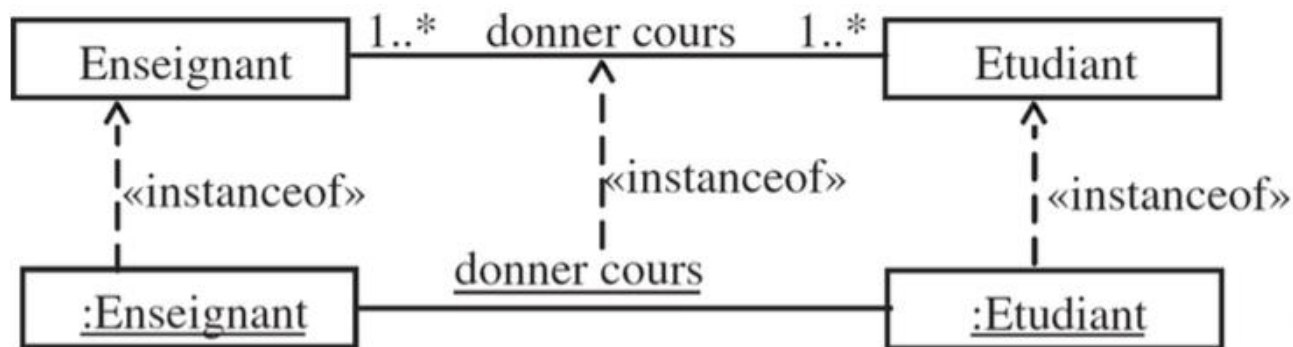 1..* donner cours 1..*
Enseignant Etudiant
«instanceof» «instanceof» «instanceof»
donner cours
:Enseignant :Etudiant